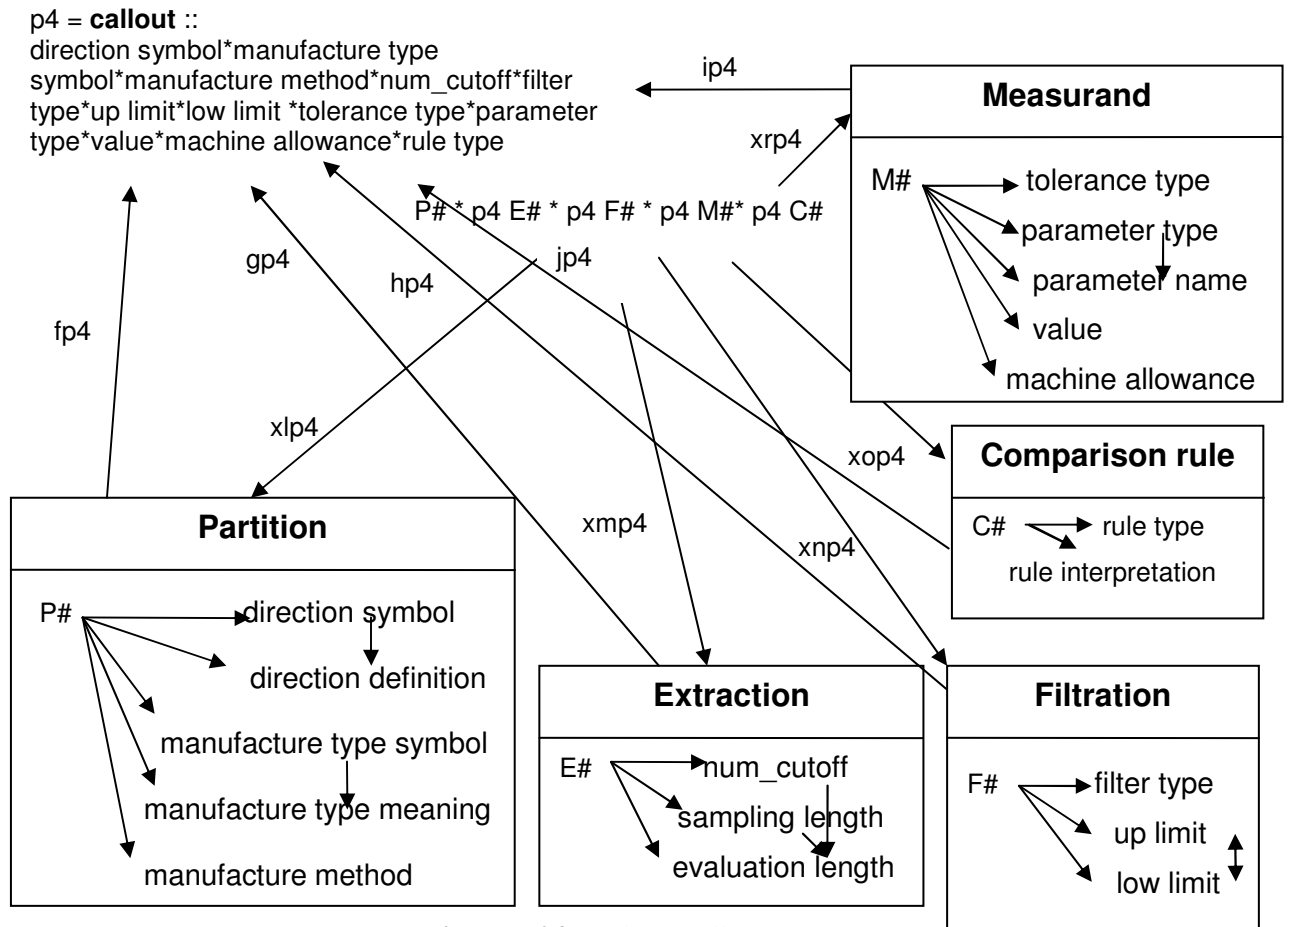 p4 = callout ::
direction symbol*manufacture type
symbol*manufacture method*num_cutoff*filter
type*up limit*low limit *tolerance type*parameter
type*value*machine allowance*rule type
ip4
xrp4
Measurand
M#
tolerance type
parameter type
parameter name
value
machine allowance
P# * p4 E# * p4 F# * p4 M#* p4 C#
gp4
hp4
jp4
fp4
xlp4
xmp4
xnp4
xop4
Comparison rule
C#
rule type
rule interpretation
Partition
P#
direction symbol
direction definition
manufacture type symbol
manufacture type meaning
manufacture method
Extraction
E#
num_cutoff
sampling length
evaluation length
Filtration
F#
filter type
up limit
low limit